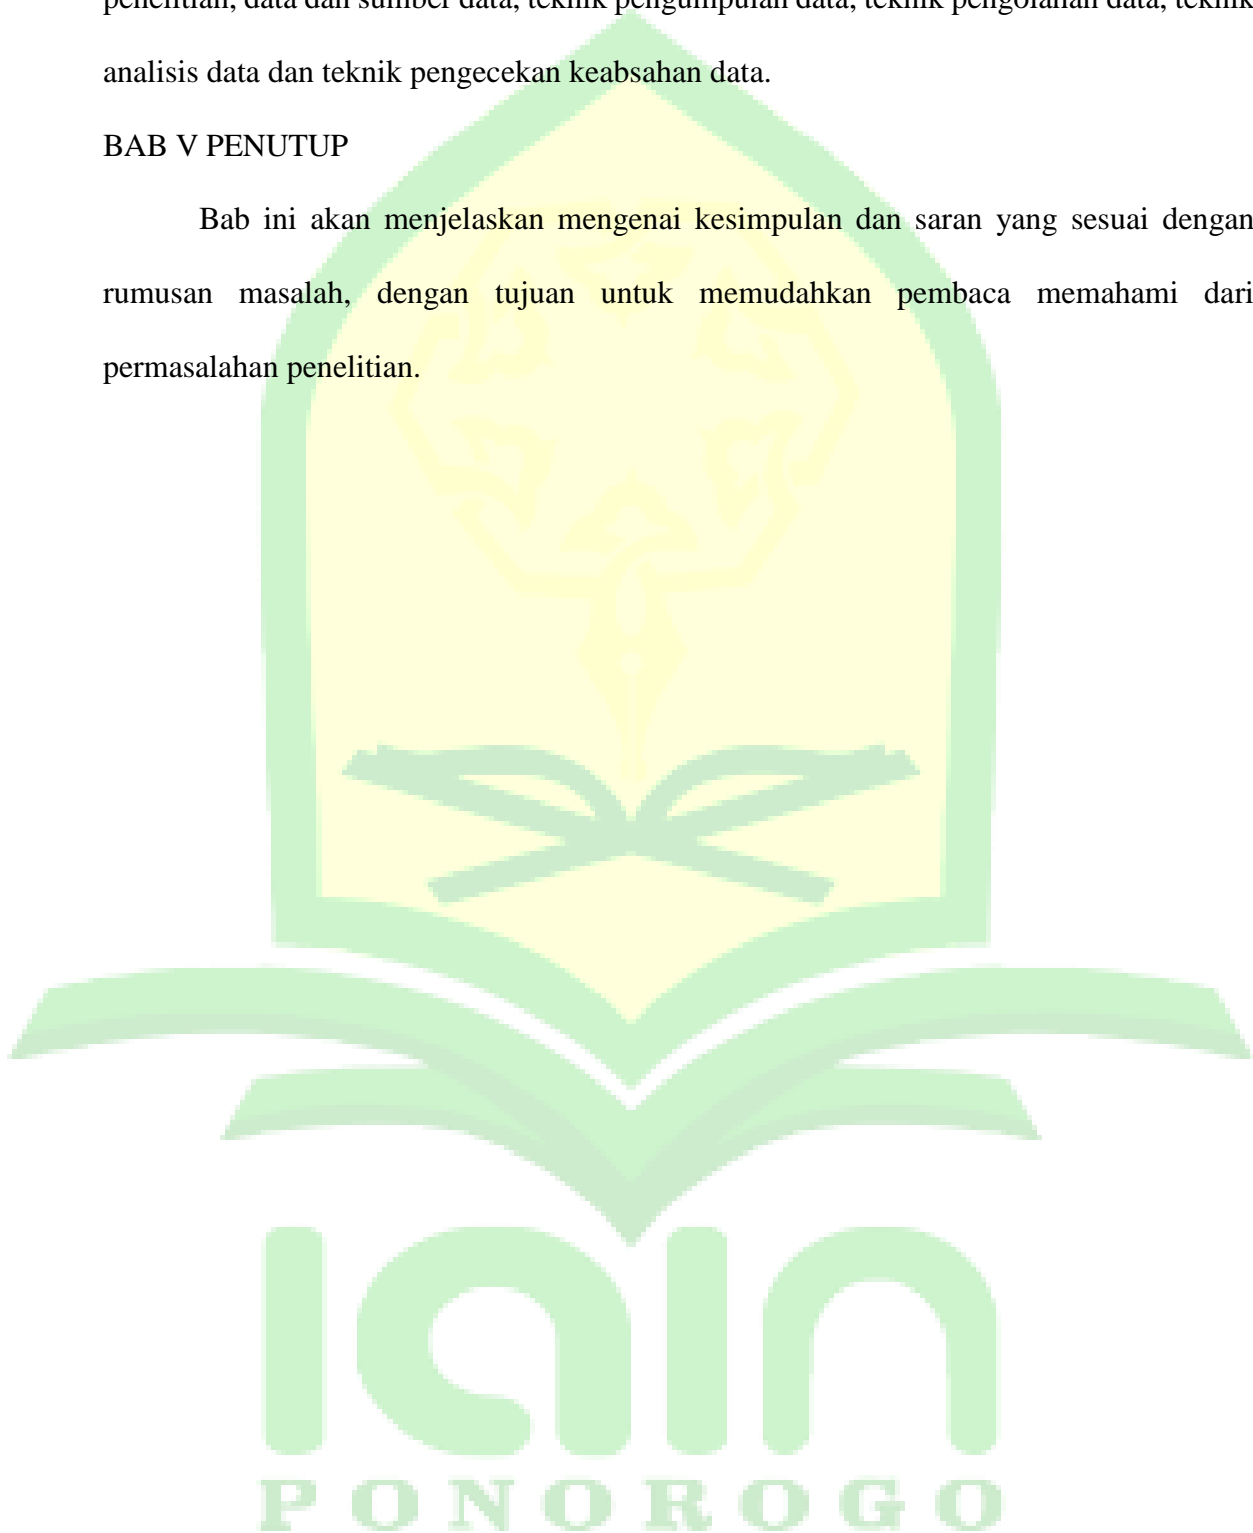 penelitian, data dan sumber data, teknik pengumpulan data, teknik pengolahan data, teknik
analisis data dan teknik pengecekan keabsahan data.
BAB V PENUTUP
Bab ini akan menjelaskan mengenai kesimpulan dan saran yang sesuai dengan
rumusan masalah, dengan tujuan untuk memudahkan pembaca memahami dari
permasalahan penelitian.
iain
PONOROGO